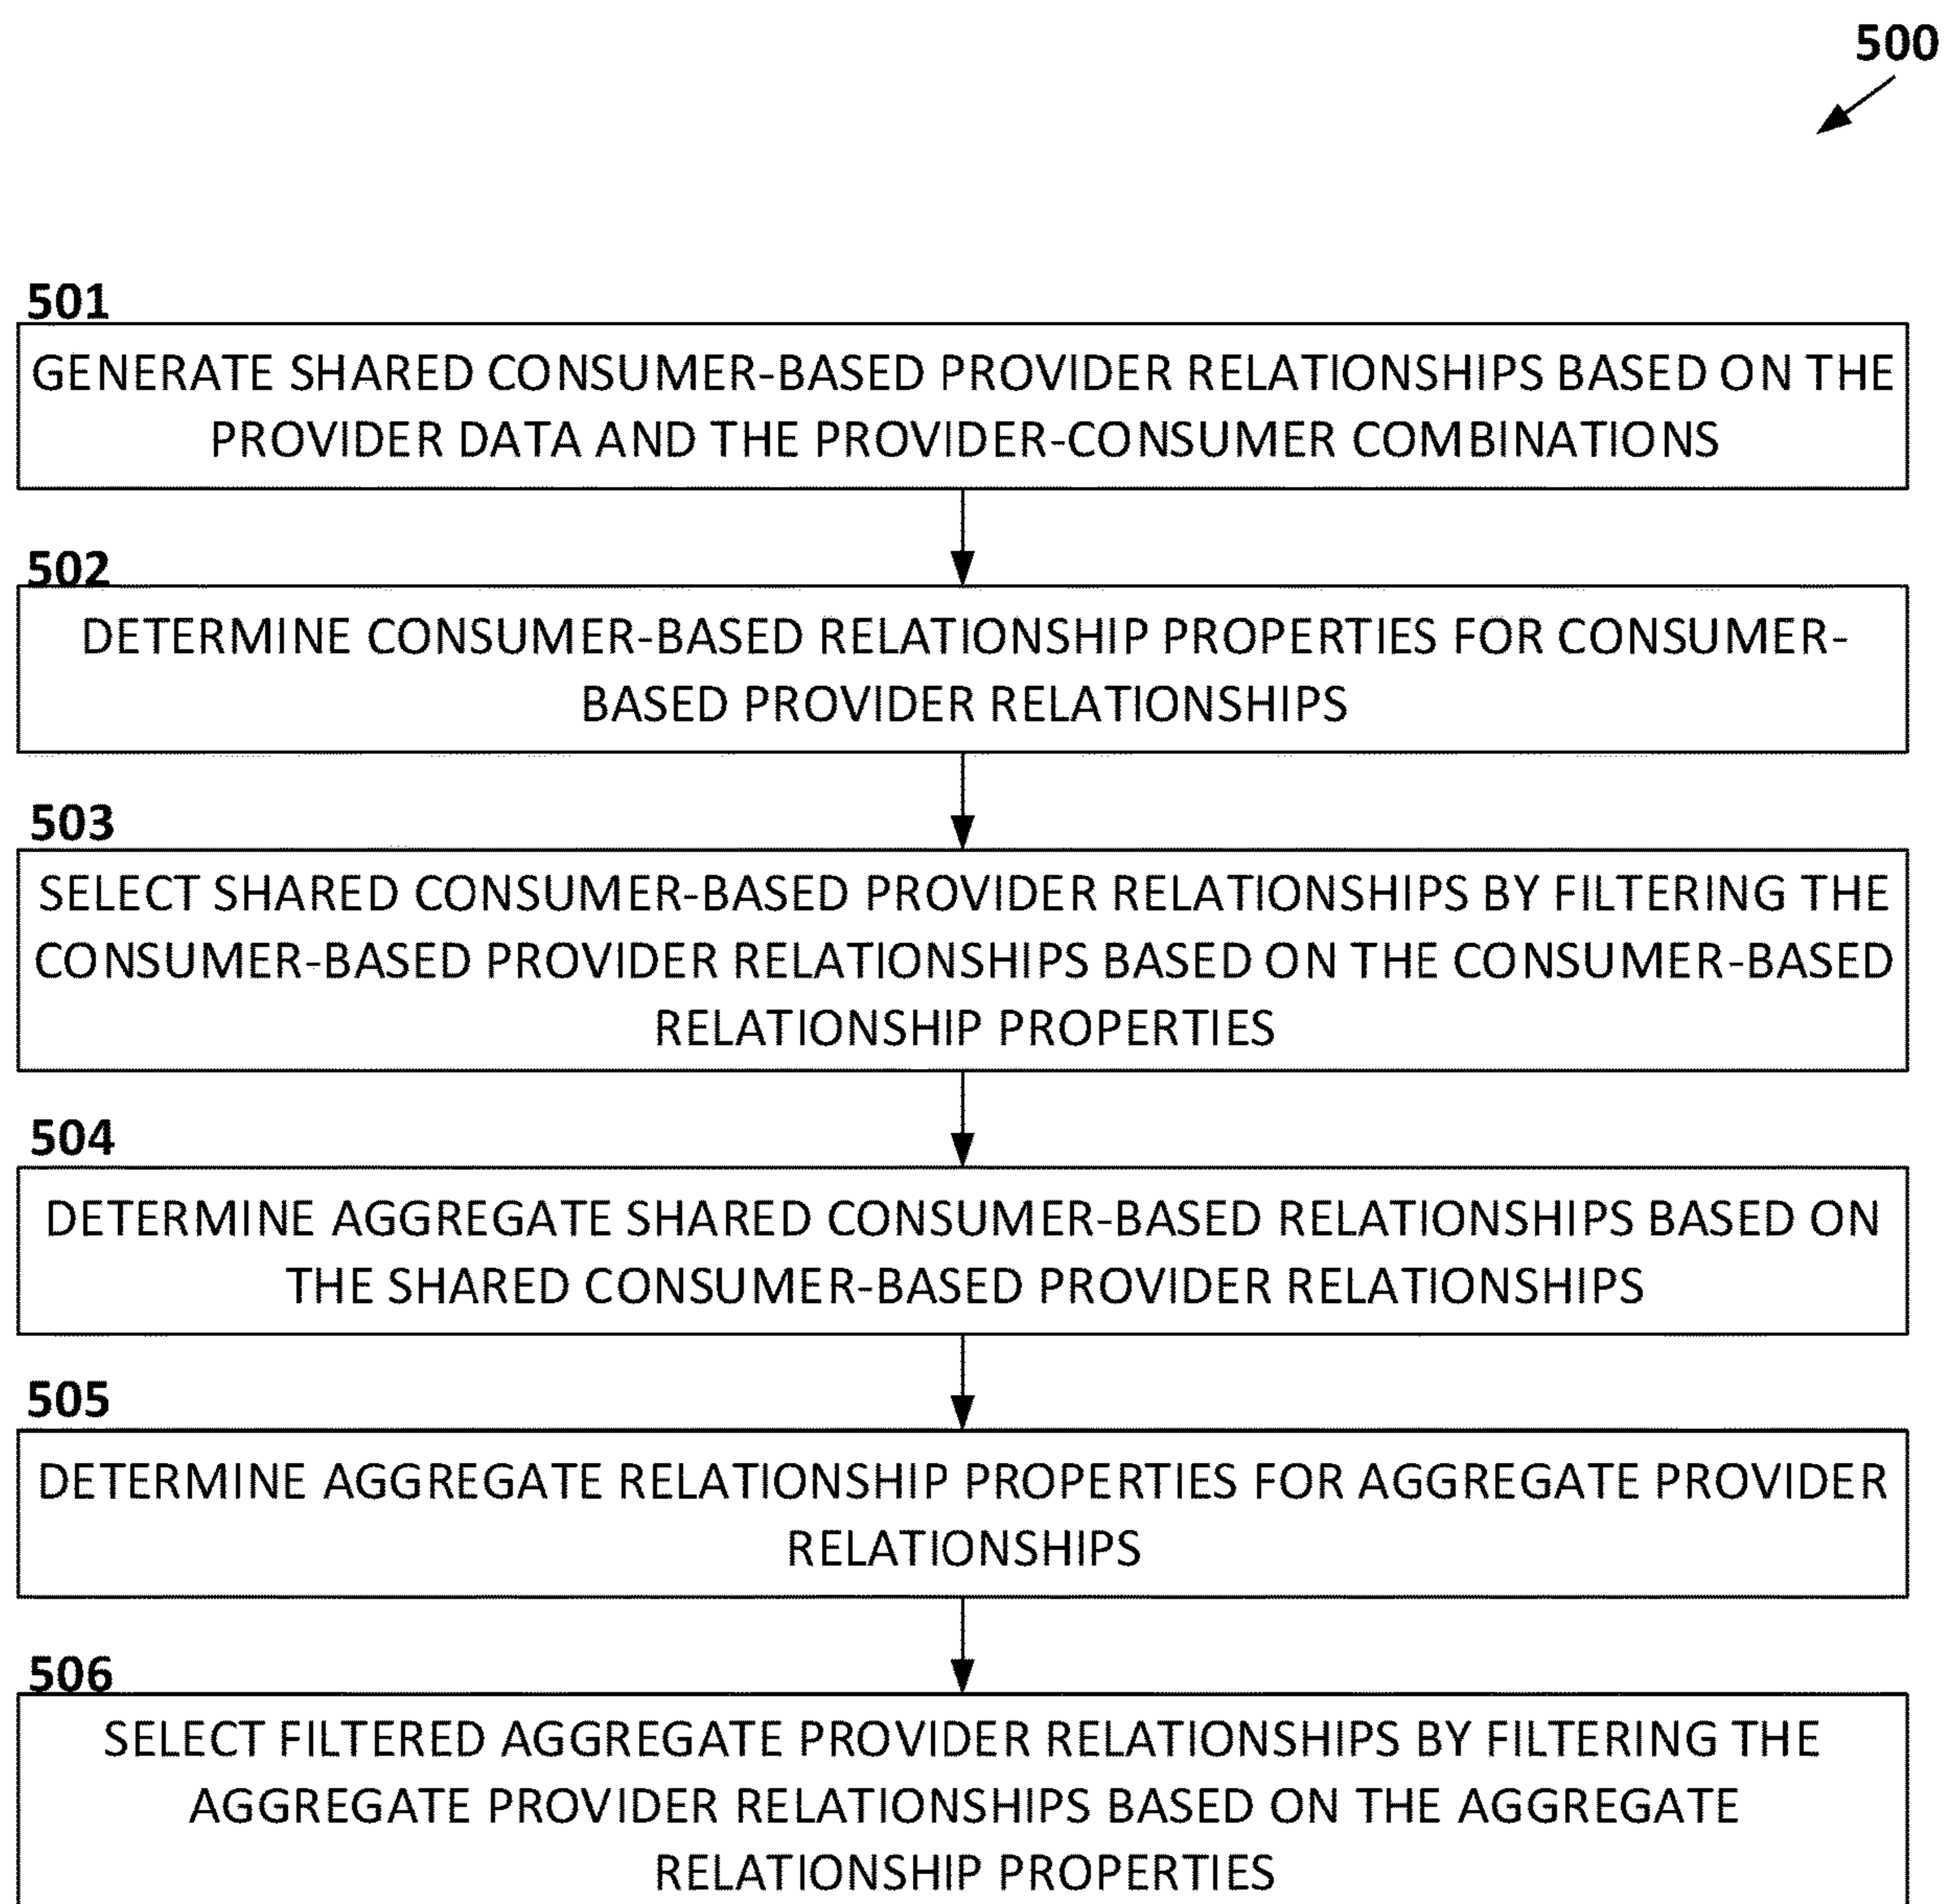 500
501
GENERATE SHARED CONSUMER-BASED PROVIDER RELATIONSHIPS BASED ON THE
PROVIDER DATA AND THE PROVIDER-CONSUMER COMBINATIONS
502
DETERMINE CONSUMER-BASED RELATIONSHIP PROPERTIES FOR CONSUMER-
BASED PROVIDER RELATIONSHIPS
503
SELECT SHARED CONSUMER-BASED PROVIDER RELATIONSHIPS BY FILTERING THE
CONSUMER-BASED PROVIDER RELATIONSHIPS BASED ON THE CONSUMER-BASED
RELATIONSHIP PROPERTIES
504
DETERMINE AGGREGATE SHARED CONSUMER-BASED RELATIONSHIPS BASED ON
THE SHARED CONSUMER-BASED PROVIDER RELATIONSHIPS
505
DETERMINE AGGREGATE RELATIONSHIP PROPERTIES FOR AGGREGATE PROVIDER
RELATIONSHIPS
506
SELECT FILTERED AGGREGATE PROVIDER RELATIONSHIPS BY FILTERING THE
AGGREGATE PROVIDER RELATIONSHIPS BASED ON THE AGGREGATE
RELATIONSHIP PROPERTIES